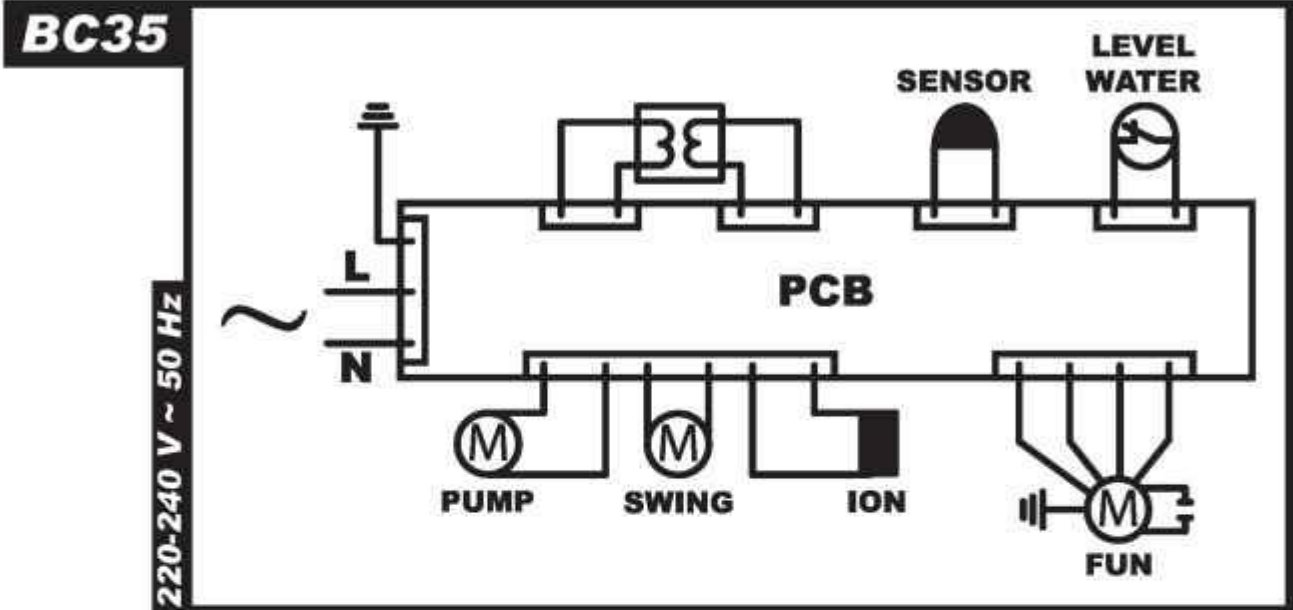 BC35
220-240 V ~ 50 Hz
SENSOR
LEVEL
WATER
L
~
N
PCB
M
PUMP
M
SWING
ION
M
FUN